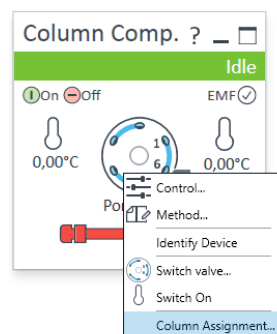 Column Comp. ?
Idle
On Off EMF
1
6
0,00°C 0,00°C
Po
Control...
Method...
Identify Device
Switch valve...
Switch On
Column Assignment...